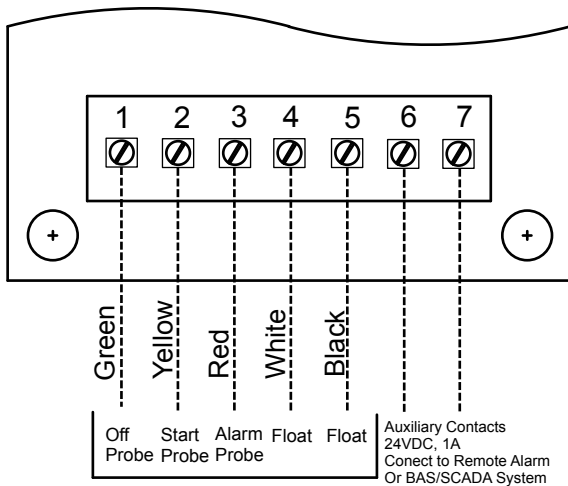 1 2 3 4 5 6 7
Green
Yellow
Red
White
Black
Off
Probe
Start
Probe
Alarm
Probe
Float
Float
Auxiliary Contacts
24VDC, 1A
Conect to Remote Alarm
Or BAS/SCADA System